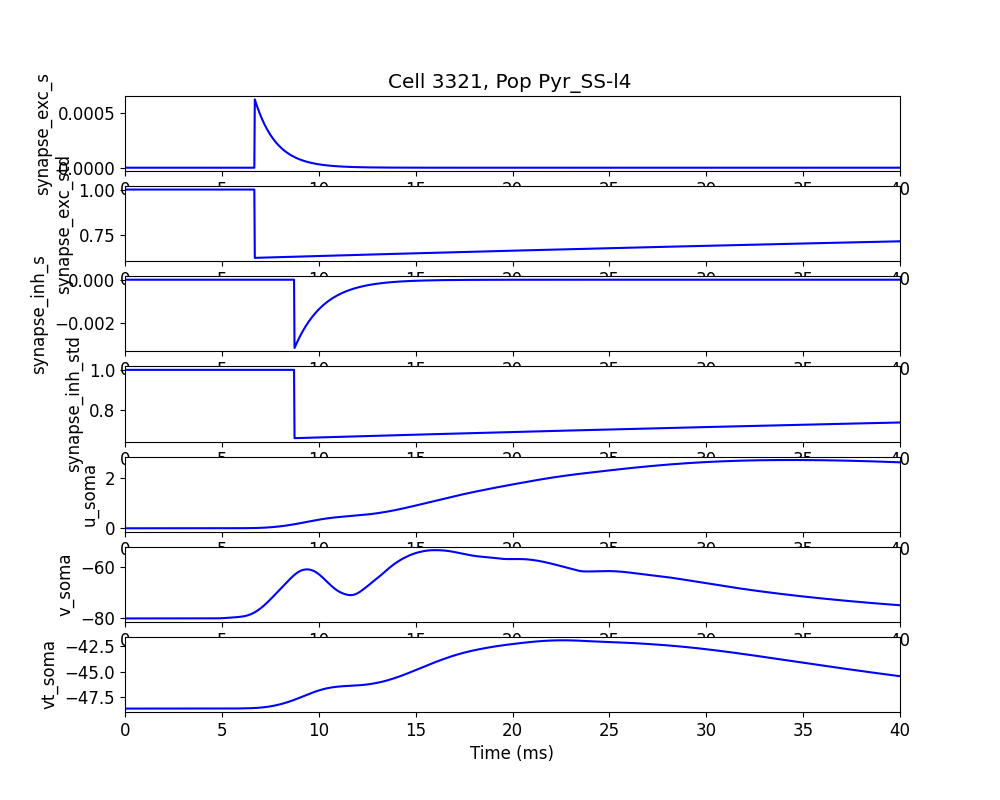 Cell 3321, Pop Pyr_SS-l4
synapse_exc_s
0.0005
0.0000
0 5 10 15 20 25 30 35 40
synapse_exc_std
1.00
0.75
0 5 10 15 20 25 30 35 40
synapse_inh_s
0.000
−0.002
0 5 10 15 20 25 30 35 40
synapse_inh_std
1.0
0.8
0 5 10 15 20 25 30 35 40
u_soma
2
0
0 5 10 15 20 25 30 35 40
v_soma
−60
−80
0 5 10 15 20 25 30 35 40
vt_soma
−42.5
−45.0
−47.5
0 5 10 15 20 25 30 35 40
Time (ms)